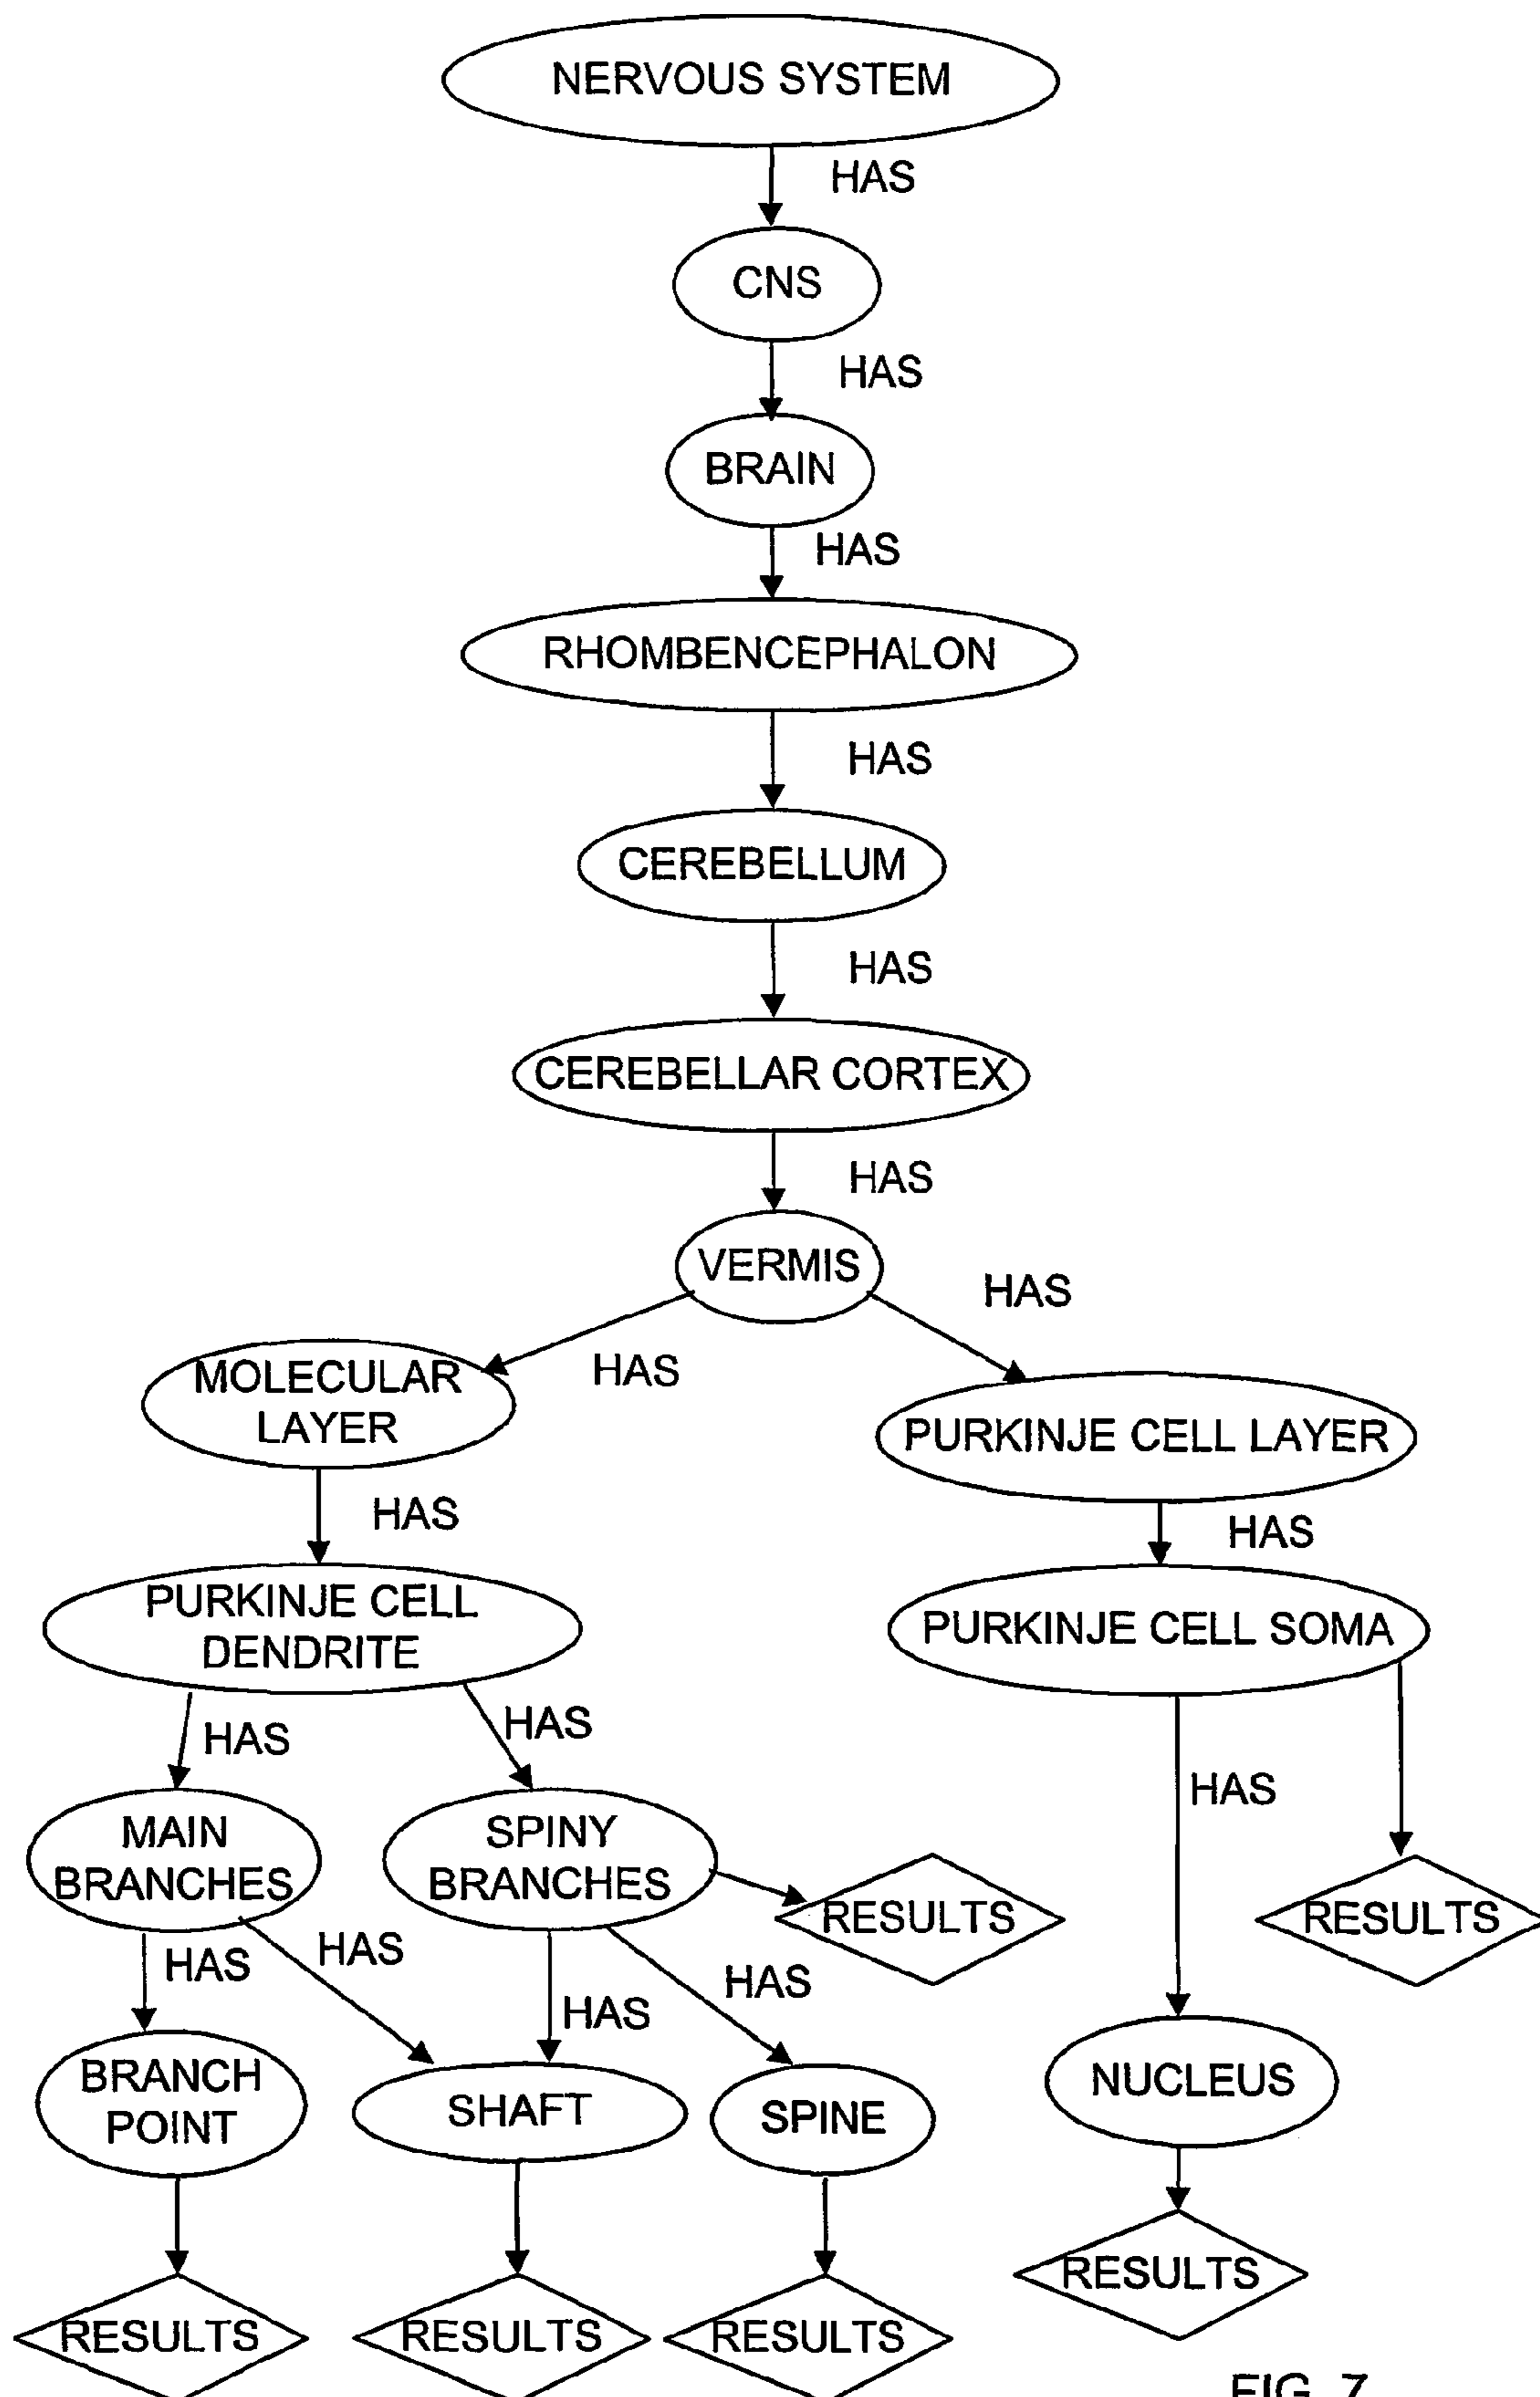 NERVOUS SYSTEM
HAS
CNS
HAS
BRAIN
HAS
RHOMBENCEPHALON
HAS
CEREBELLUM
HAS
CEREBELLAR CORTEX
HAS
VERMIS
HAS
HAS
MOLECULAR
LAYER
PURKINJE CELL LAYER
HAS
HAS
PURKINJE CELL
DENDRITE
PURKINJE CELL SOMA
HAS
HAS
HAS
MAIN
BRANCHES
SPINY
BRANCHES
RESULTS
RESULTS
HAS
HAS
HAS
HAS
BRANCH
POINT
SHAFT
SPINE
NUCLEUS
RESULTS
RESULTS
RESULTS
RESULTS
FIG. 7